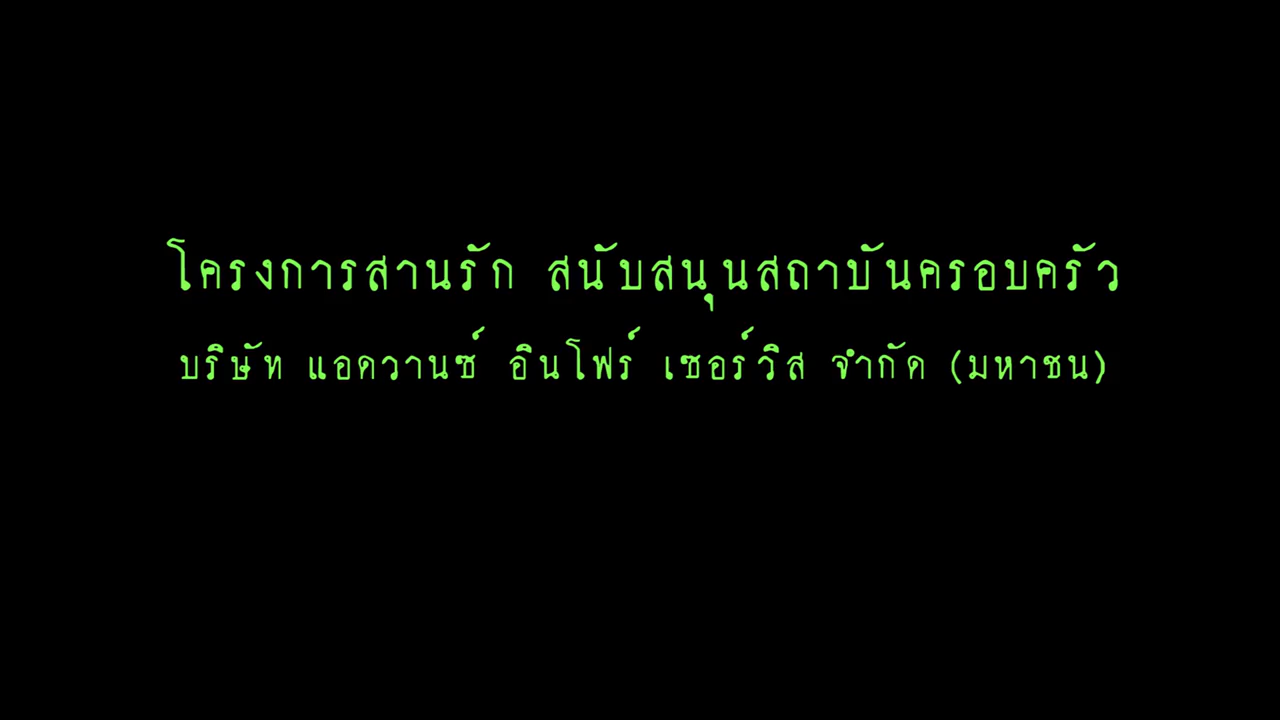 โครงการสานรัก สนับสนุนสถาบันครอบครัว
บริษัท แอดวานซ์ อินโฟร์ เซอร์วิส จำกัด (มหาชน)